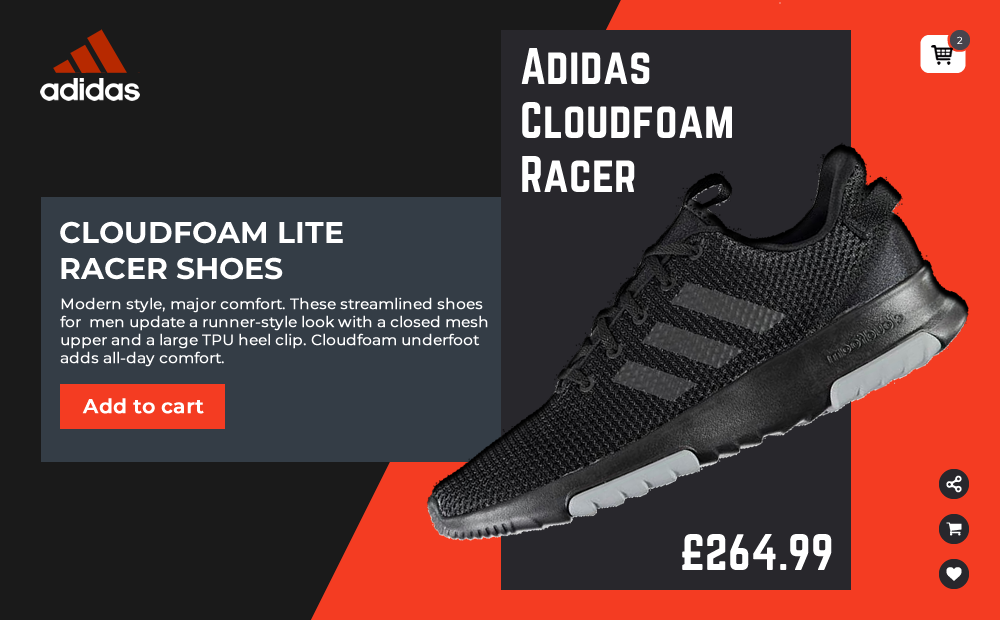 adidas
2
Adidas
Cloudfoam
Racer
CLOUDFOAM LITE
RACER SHOES
Modern style, major comfort. These streamlined shoes
for  men update a runner-style look with a closed mesh
upper and a large TPU heel clip. Cloudfoam underfoot
adds all-day comfort.
Add to cart
cloudfoam
£264.99